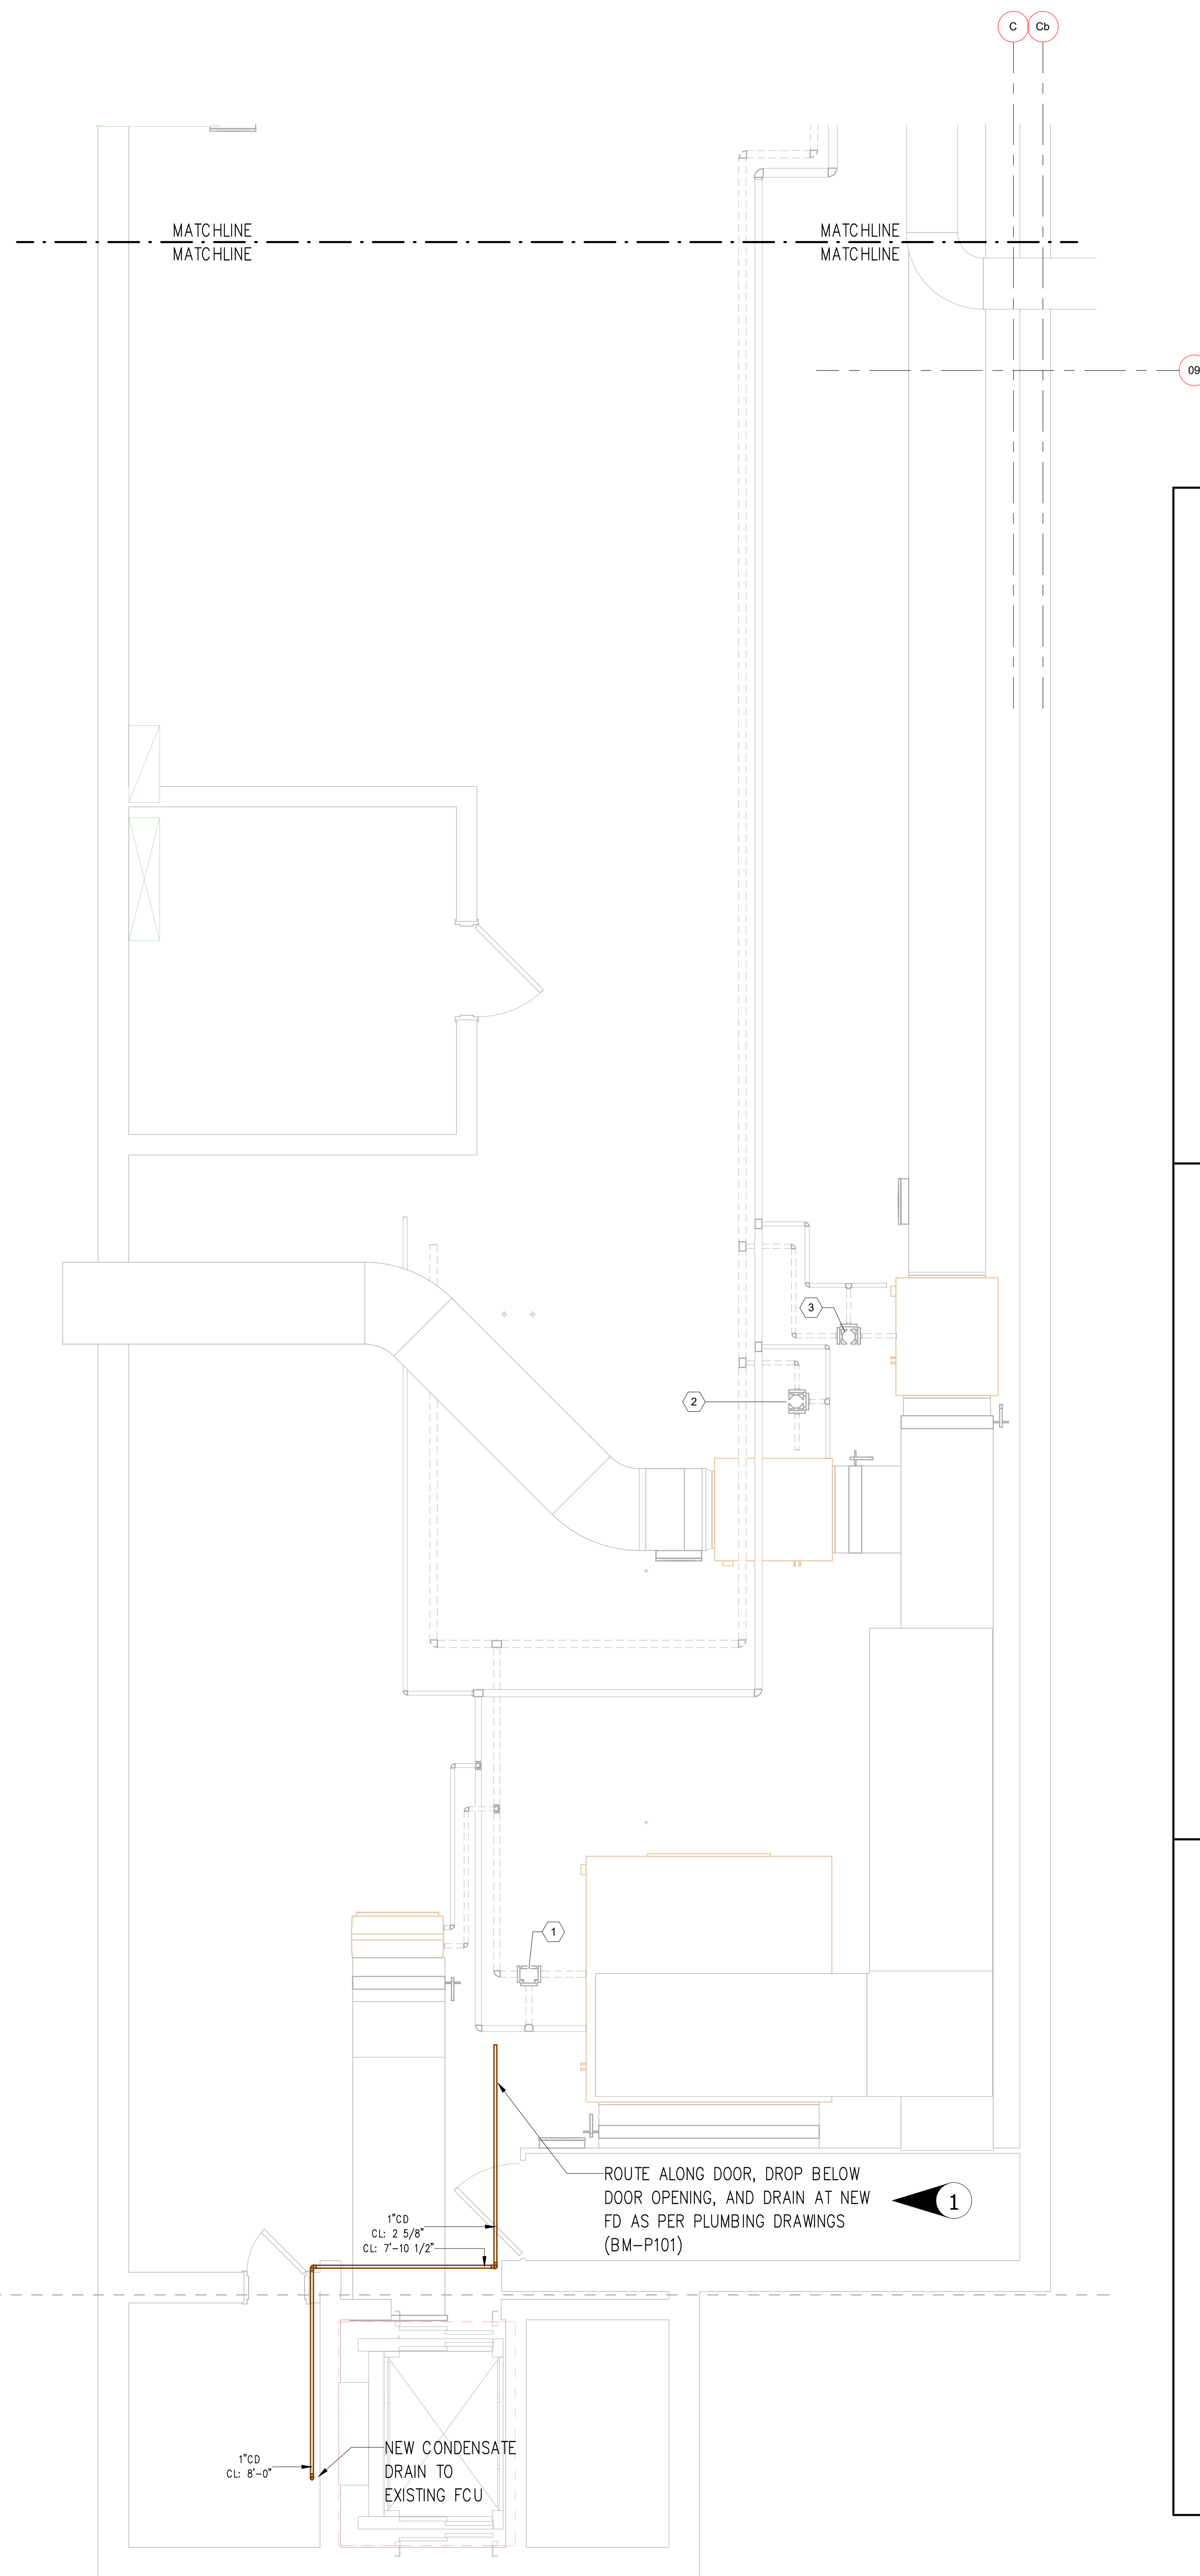 C
Cb
MATCHLINE
MATCHLINE
MATCHLINE
MATCHLINE
09
3
2
1
ROUTE ALONG DOOR, DROP BELOW
DOOR OPENING, AND DRAIN AT NEW
FD AS PER PLUMBING DRAWINGS
(BM-P101)
1
1"CD
CL: 2 5/8"
CL: 7'-10 1/2"
NEW CONDENSATE
DRAIN TO
EXISTING FCU
1"CD
CL: 8'-0"